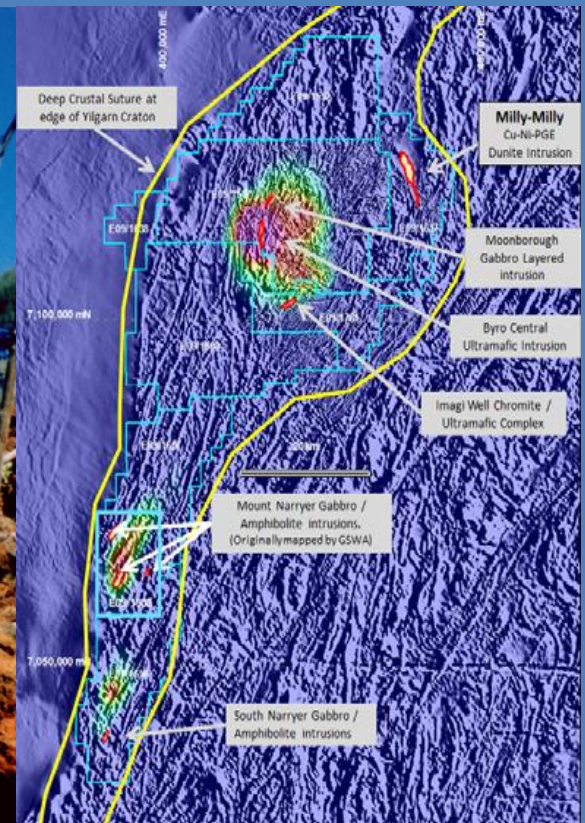 400,000 mE
Deep Crustal Suture at
edge of Yilgarn Craton
Milly-Milly
Cu-Ni-PGE
Dunite Intrusion
Moonborough
Gabbro Layered
intrusion
7,100,000 mN
Byro Central
Ultramafic Intrusion
Imagi Well Chromite /
Ultramafic Complex
20km
Mount Narryer Gabbro /
Amphibolite intrusions.
(Originally mapped by GSWA)
7,050,000 mN
South Narryer Gabbro /
Amphibolite intrusions